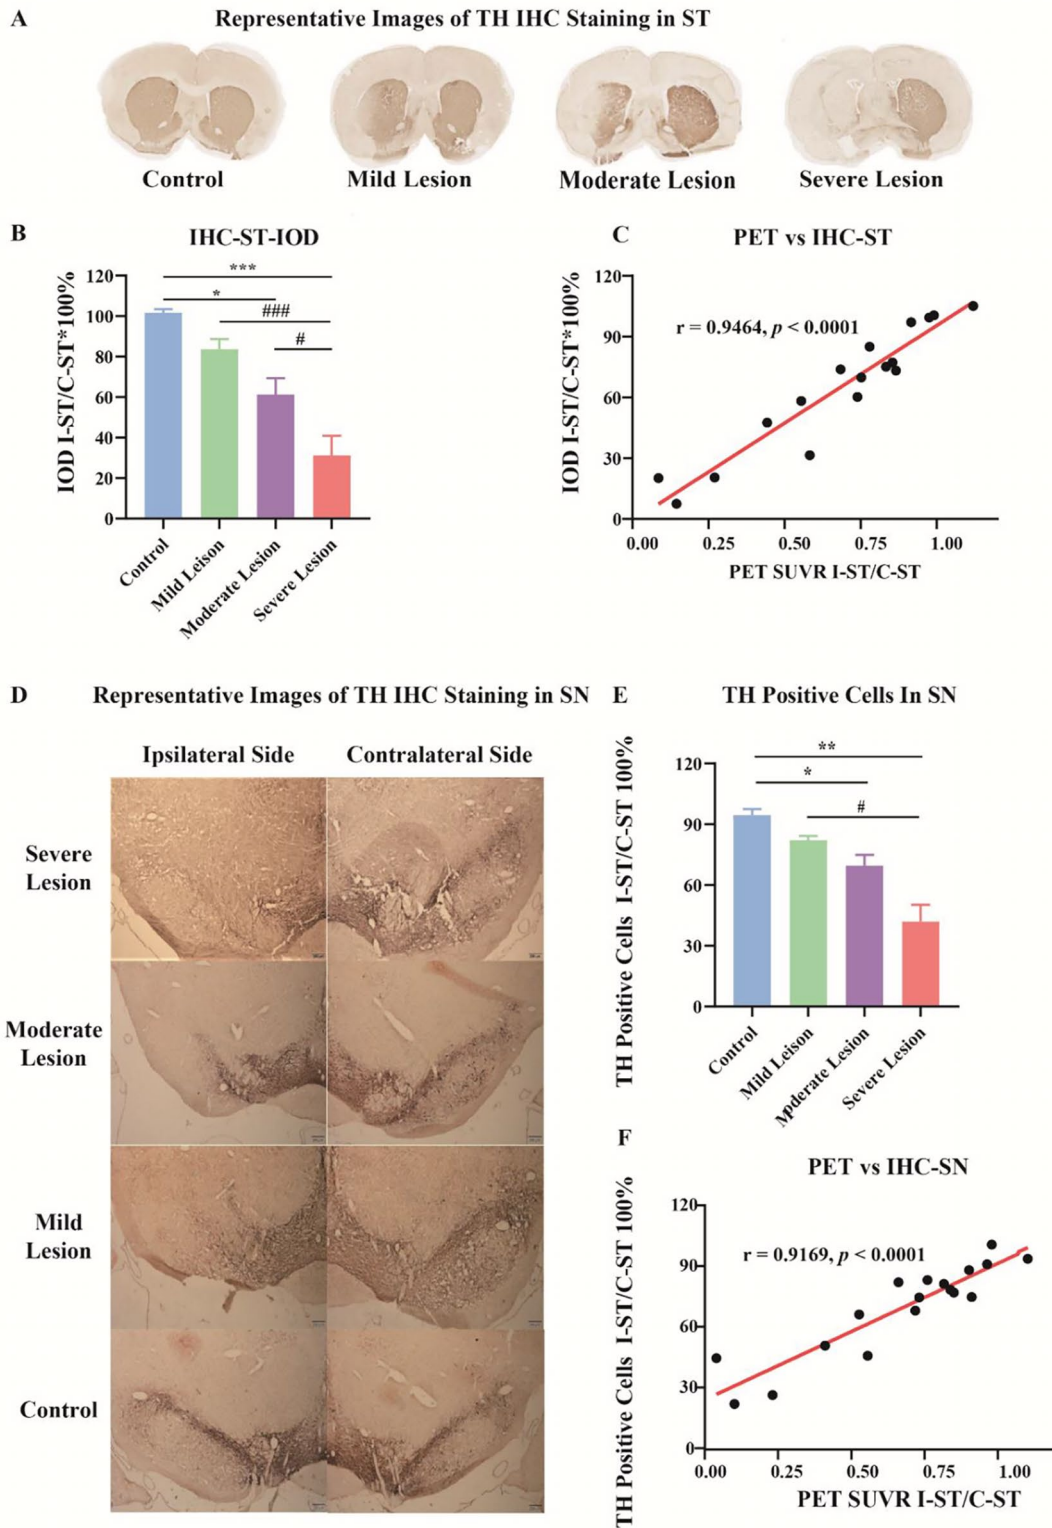 A
Representative Images of TH IHC Staining in ST
Control
Mild Lesion
Moderate Lesion
Severe Lesion
B
IHC-ST-IOD
IOD I-ST/C-ST*100%
120
100
80
60
40
20
0
***
*
###
#
Control
Mild Leison
Moderate Lesion
Severe Lesion
C
PET vs IHC-ST
IOD I-ST/C-ST*100%
120
90
60
30
0
r = 0.9464, p < 0.0001
0.00
0.25
0.50
0.75
1.00
PET SUVR I-ST/C-ST
D
Representative Images of TH IHC Staining in SN
Ipsilateral Side
Contralateral Side
Severe
Lesion
Moderate
Lesion
Mild
Lesion
Control
E
TH Positive Cells In SN
TH Positive Cells I-ST/C-ST 100%
120
90
60
30
0
**
*
#
Control
Mild Leison
Moderate Lesion
Severe Lesion
F
PET vs IHC-SN
TH Positive Cells I-ST/C-ST 100%
120
90
60
30
0
r = 0.9169, p < 0.0001
0.00
0.25
0.50
0.75
1.00
PET SUVR I-ST/C-ST